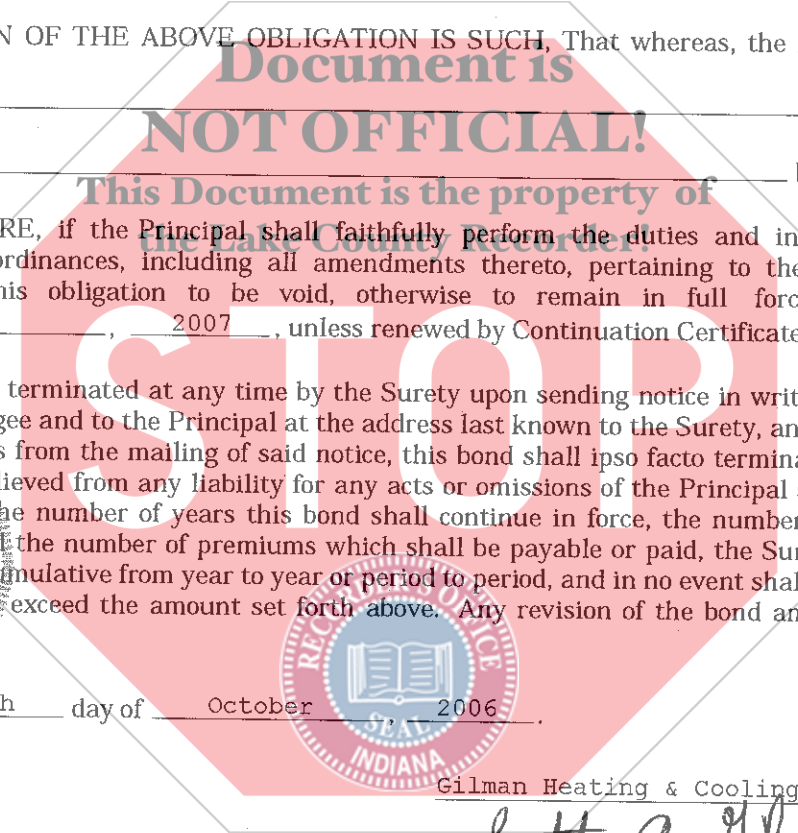 N OF THE ABOVE OBLIGATION IS SUCH, That whereas, the
Document is
NOT OFFICIAL!
This Document is the property of
the Lake County Recorder!
RE, if the Principal shall faithfully perform the duties and in
ordinances, including all amendments thereto, pertaining to the
his obligation to be void, otherwise to remain in full forc
, 2007 , unless renewed by Continuation Certificate
STOP
terminated at any time by the Surety upon sending notice in writ
gee and to the Principal at the address last known to the Surety, an
s from the mailing of said notice, this bond shall ipso facto termina
lieved from any liability for any acts or omissions of the Principal
he number of years this bond shall continue in force, the number
the number of premiums which shall be payable or paid, the Sur
umulative from year to year or period to period, and in no event shal
exceed the amount set forth above. Any revision of the bond an
RECORDER'S OFFICE
SEAL
INDIANA
h day of October , 2006 .
Gilman Heating & Cooling